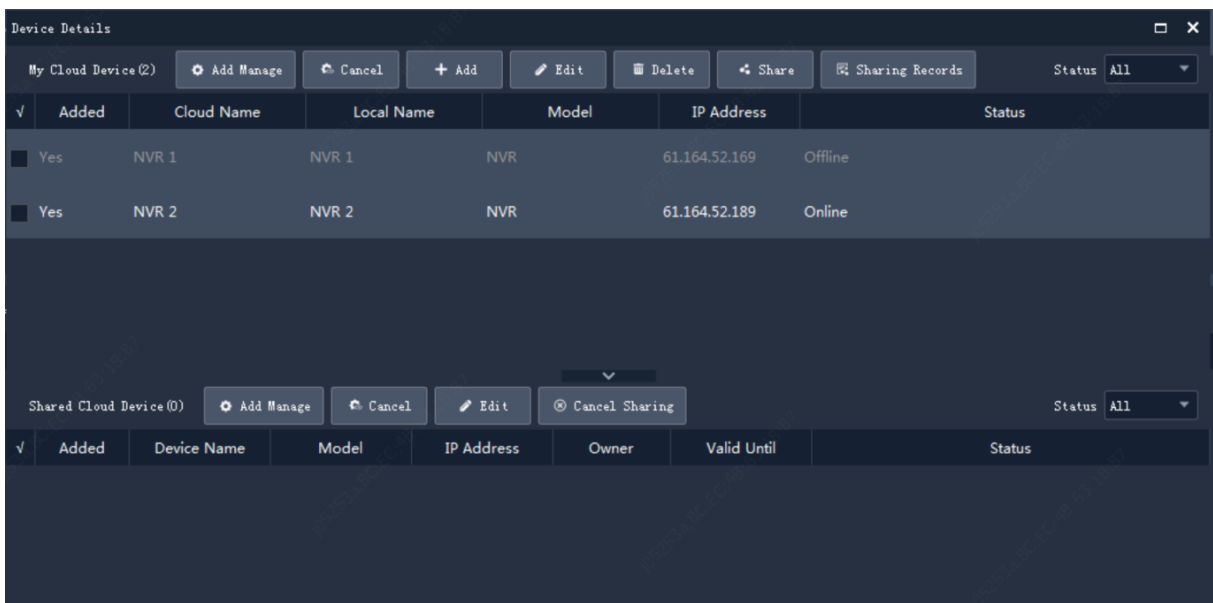 Device Details
My Cloud Device(2) Add Manage Cancel Add Edit Delete Share Sharing Records Status All
√ Added Cloud Name Local Name Model IP Address Status
Yes NVR 1 NVR 1 NVR 61.164.52.169 Offline
Yes NVR 2 NVR 2 NVR 61.164.52.189 Online
Shared Cloud Device(0) Add Manage Cancel Edit Cancel Sharing Status All
√ Added Device Name Model IP Address Owner Valid Until Status